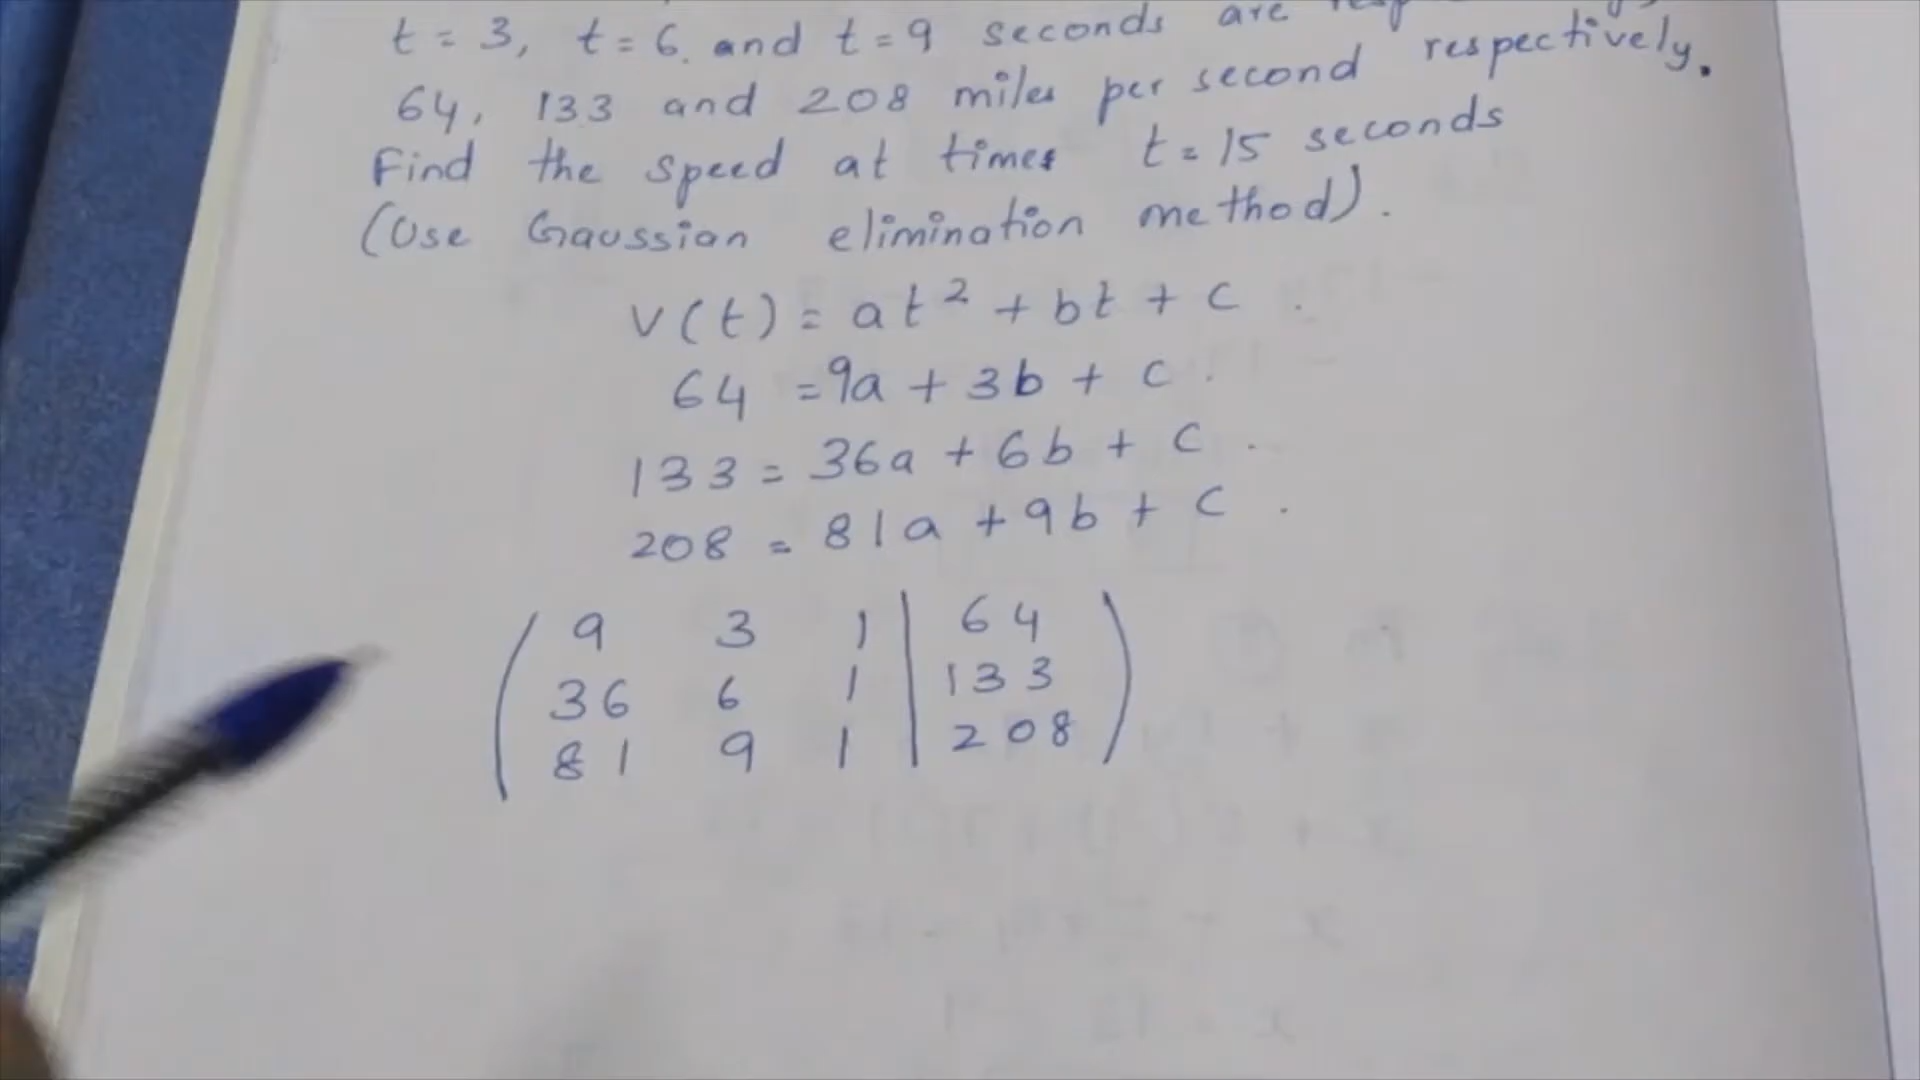 t = 3, t = 6. and t = 9 seconds are
64, 133 and 208 miles per second respectively.
Find the speed at times t = 15 seconds
(Use Gaussian elimination method).
v(t) = at² + bt + c .
64 = 9a + 3b + c .
133 = 36a + 6b + c .
208 = 81a + 9b + c .
( 9 3 1 | 64 )
36 6 1 | 133
81 9 1 | 208